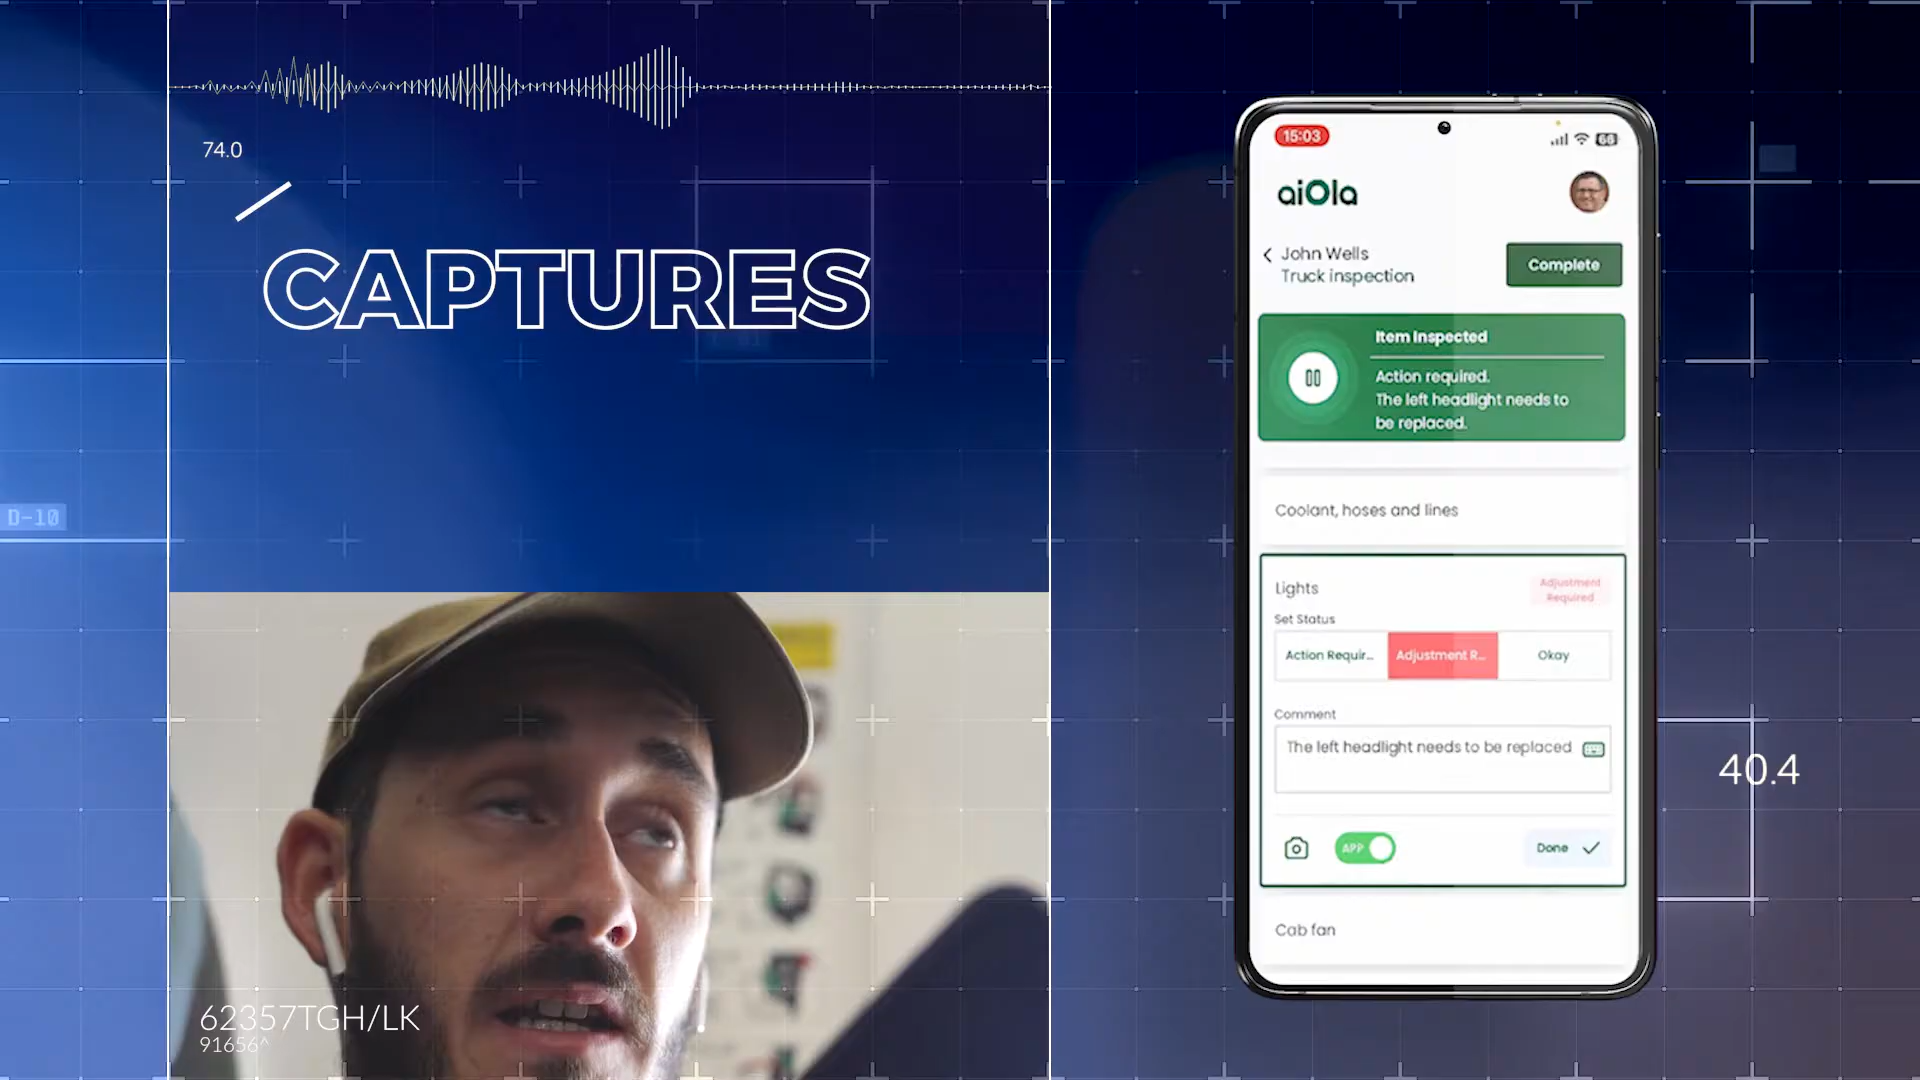 74.0
CAPTURES
D-10
62357TGH/LK
91656^
15:03
68
aiOla
John Wells
Truck inspection
Complete
Item Inspected
Action required.
The left headlight needs to
be replaced.
Coolant, hoses and lines
Lights
Adjustment
Required
Set Status
Action Requir...
Adjustment R...
Okay
Comment
The left headlight needs to be replaced
APP
Done
Cab fan
40.4